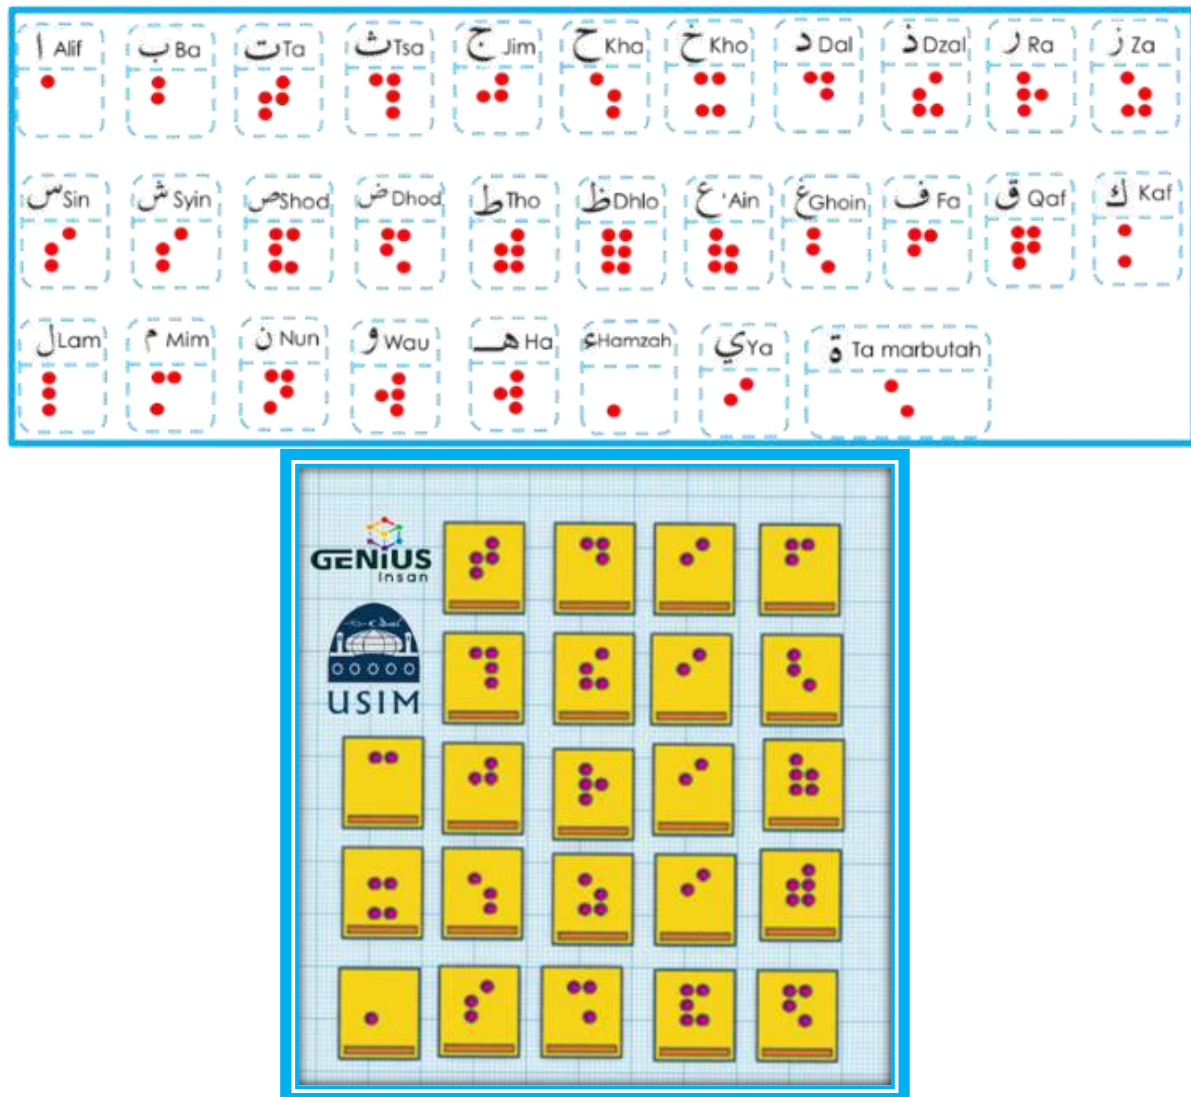 ا Alif ب Ba ت Ta ث Tsa ج Jim ح Kha خ Kho د Dal ذ Dzal ر Ra ز Za
س Sin ش Syin ص Shod ض Dhod ط Tho ظ Dhlo ع 'Ain غ Ghoin ف Fa ق Qaf ك Kaf
ل Lam م Mim ن Nun و Wau هـ Ha ء Hamzah ي Ya ة Ta marbutah
GENiUS
Insan
USIM